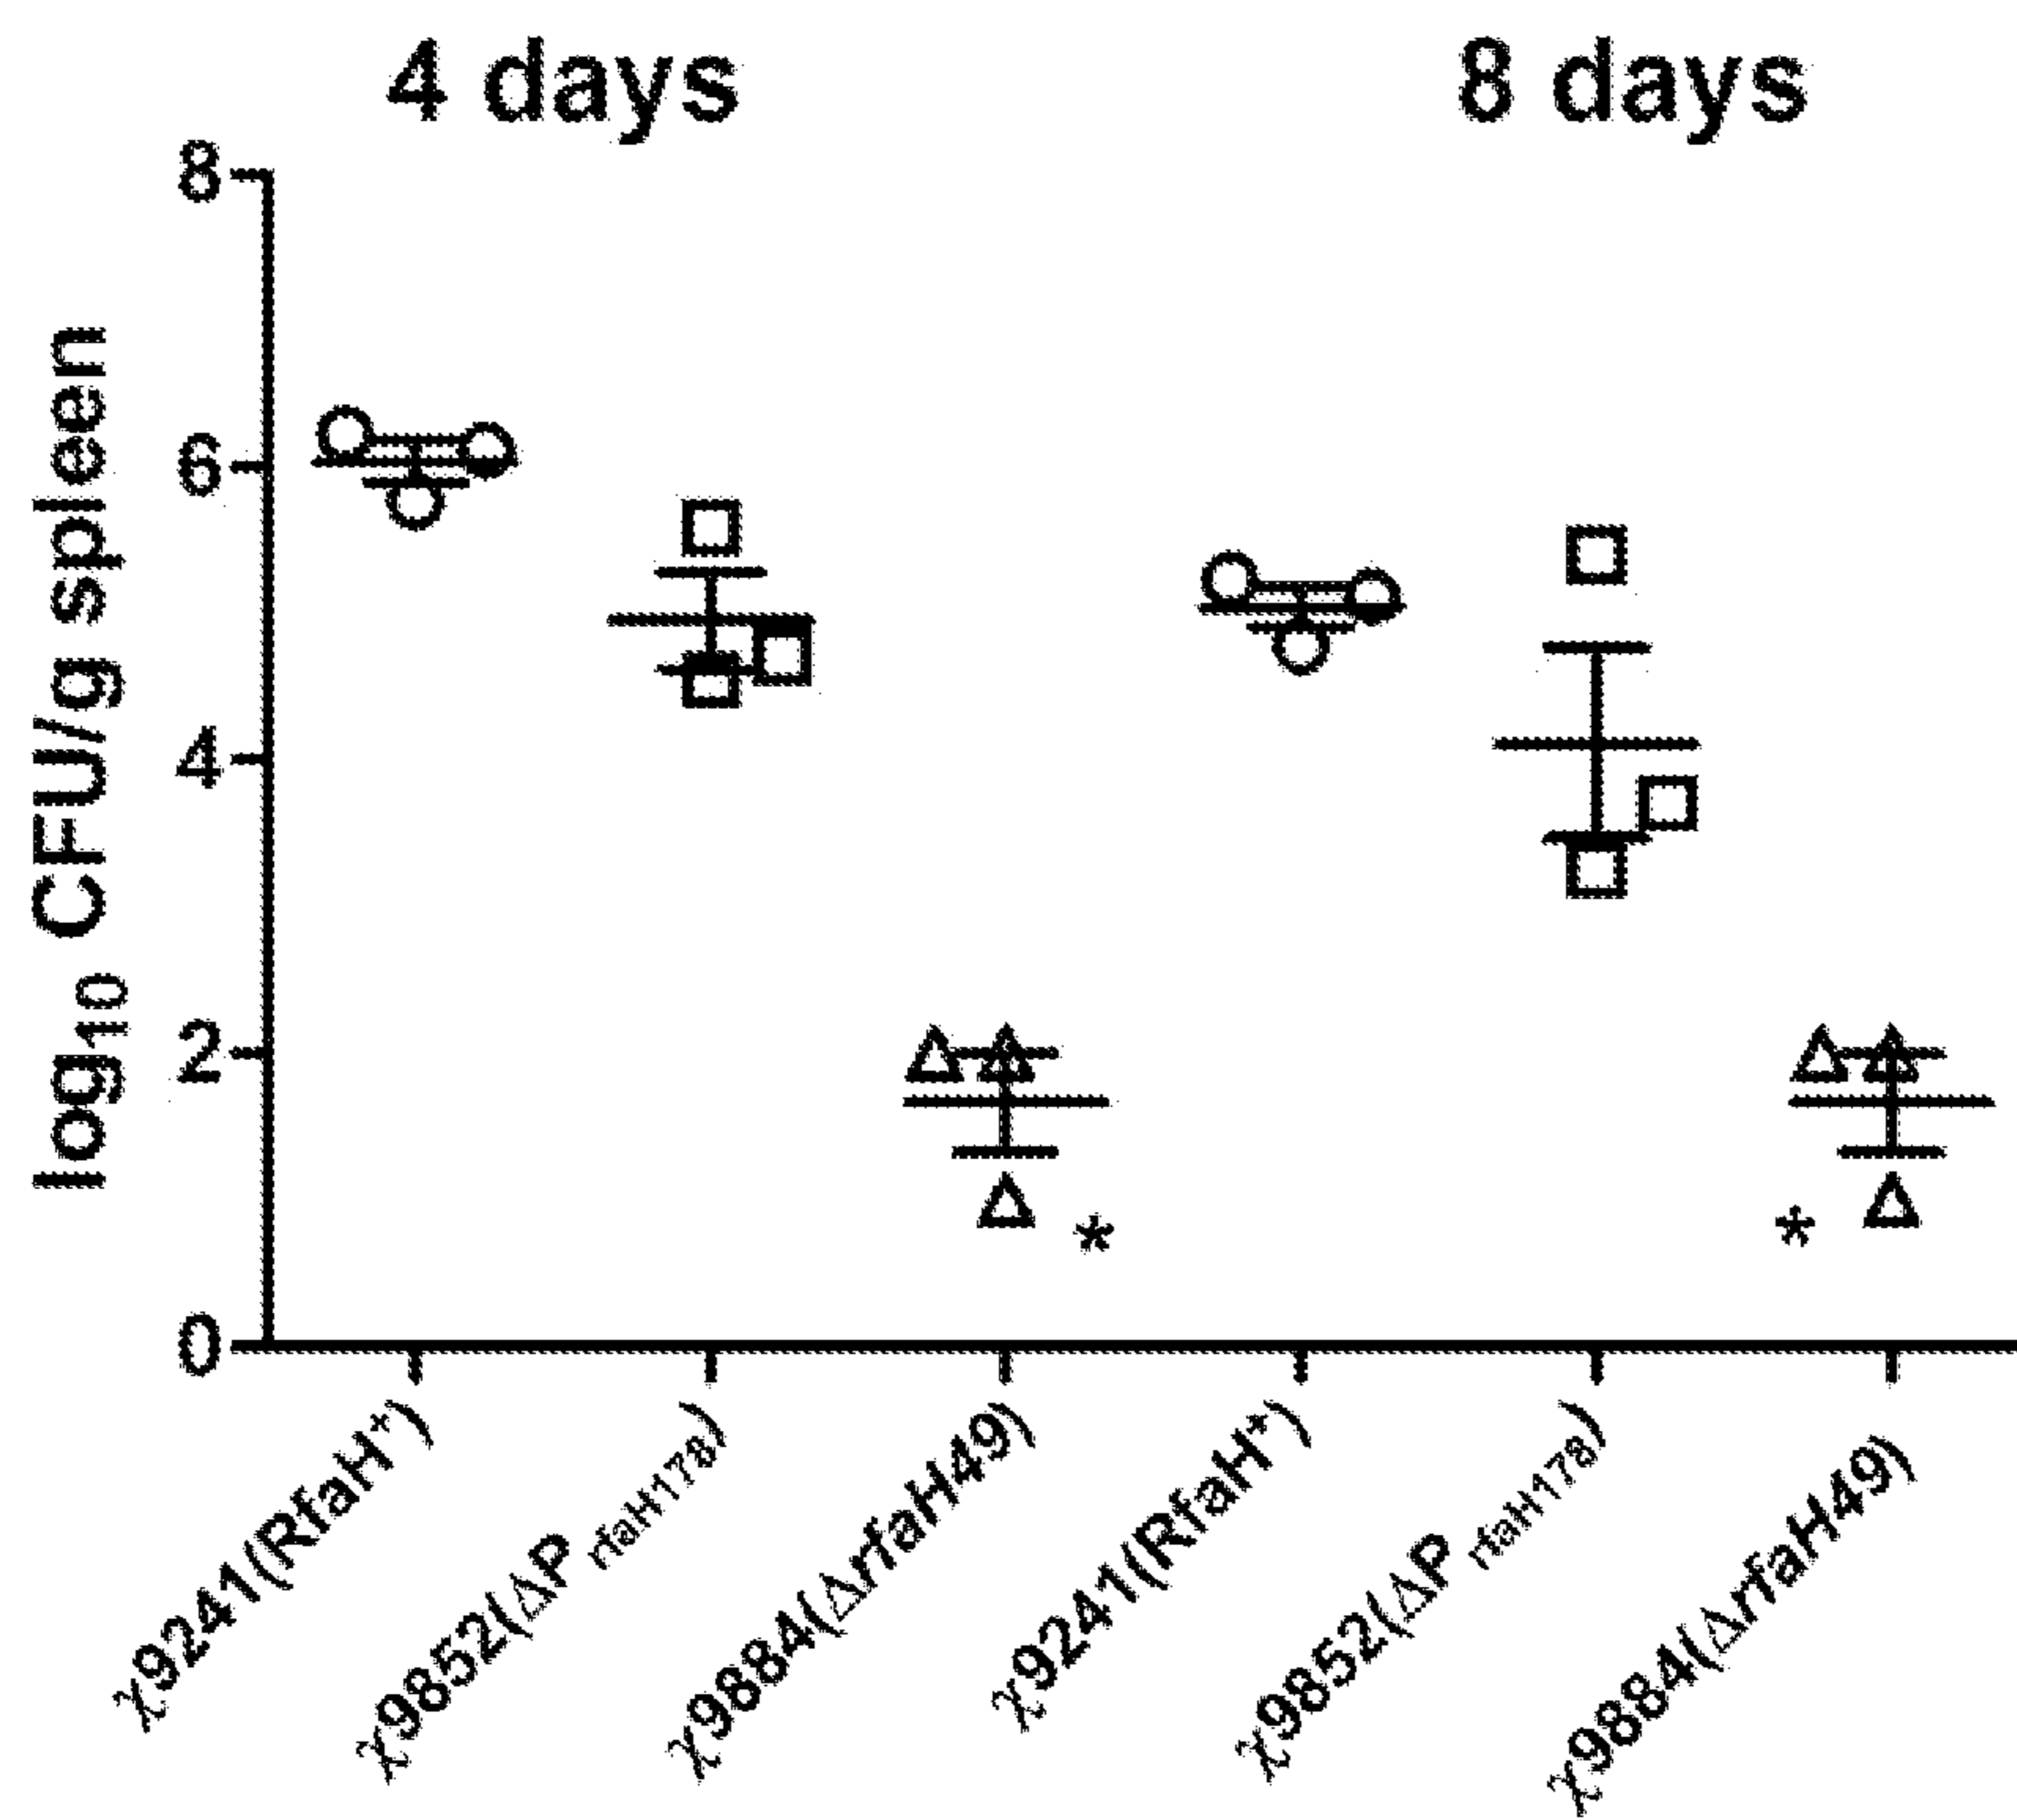 4 days
8 days
log₁₀ CFU/g spleen
8
6
4
2
0
*
*
χ9241(RfaH⁺)
χ9852(ΔP rfaH178)
χ9884(ΔrfaH49)
χ9241(RfaH⁺)
χ9852(ΔP rfaH178)
χ9884(ΔrfaH49)